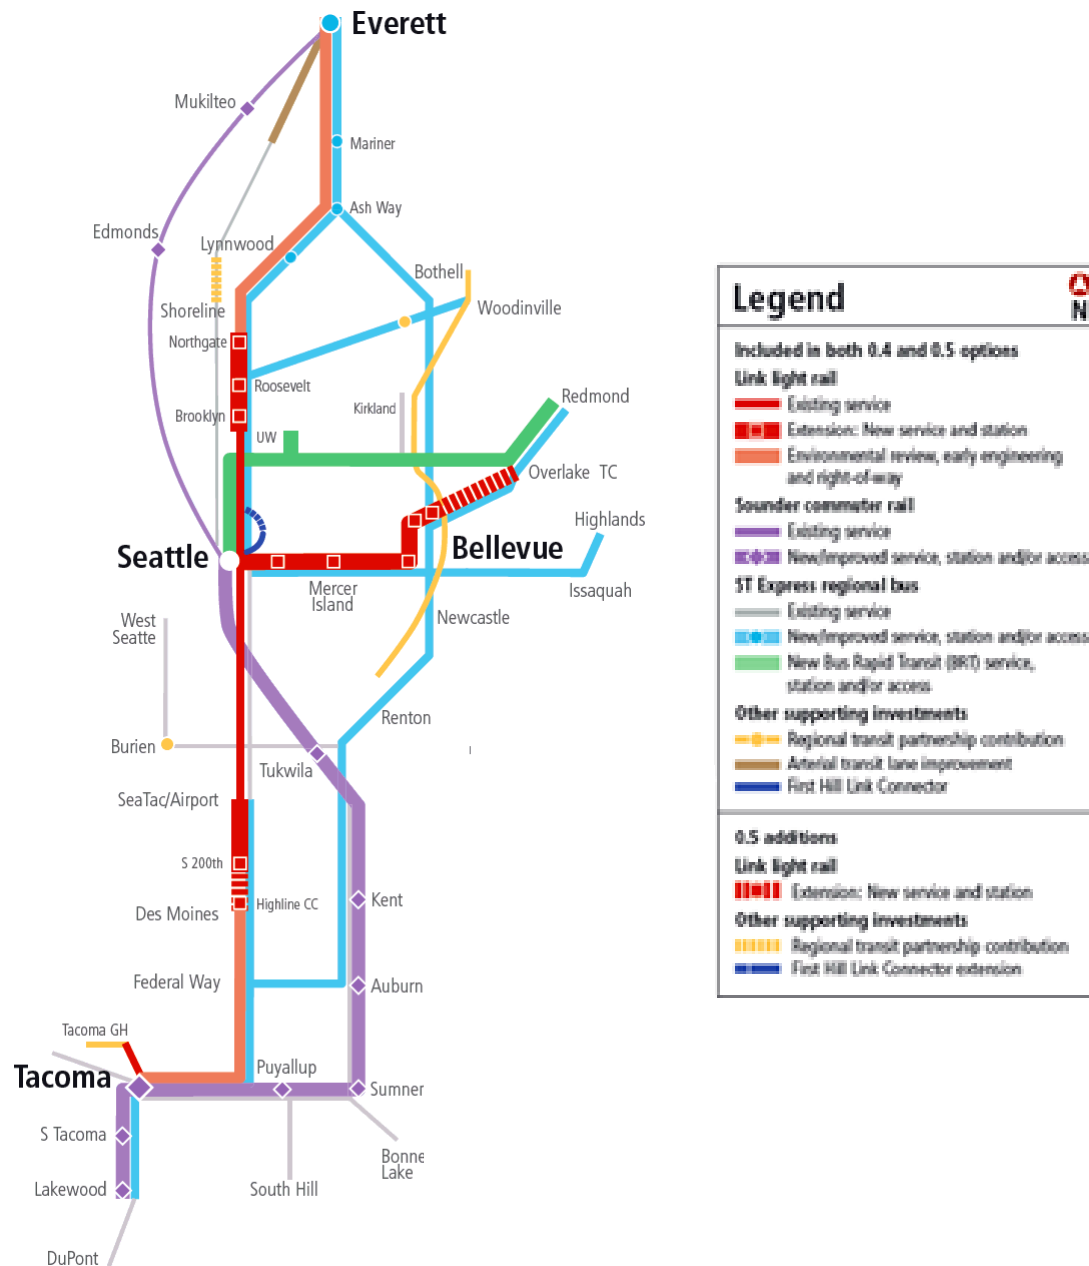 Everett
Mukilteo
Mariner
Ash Way
Edmonds
Lynnwood
Bothell
Woodinville
Shoreline
Northgate
Roosevelt
Kirkland
Redmond
Brooklyn
UW
Overlake TC
Highlands
Seattle
Bellevue
Mercer
Island
Issaquah
West
Seatte
Newcastle
Renton
Burien
Tukwila
SeaTac/Airport
S 200th
Highline CC
Des Moines
Kent
Federal Way
Auburn
Tacoma GH
Puyallup
Tacoma
Sumner
S Tacoma
Bonne
Lake
Lakewood
South Hill
DuPont
Legend
N
Included in both 0.4 and 0.5 options
Link light rail
Existing service
Extension: New service and station
Environmental review, early engineering
and right-of-way
Sounder commuter rail
Existing service
New/improved service, station and/or access
ST Express regional bus
Existing service
New/improved service, station and/or access
New Bus Rapid Transit (BRT) service,
station and/or access
Other supporting investments
Regional transit partnership contribution
Arterial transit lane improvement
First Hill Link Connector
0.5 additions
Link light rail
Extension: New service and station
Other supporting investments
Regional transit partnership contribution
First Hill Link Connector extension